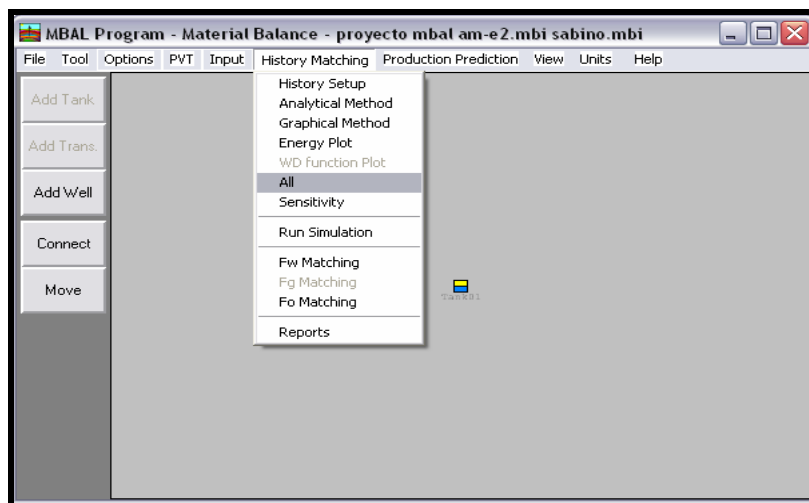 MBAL Program - Material Balance - proyecto mbal am-e2.mbi sabino.mbi
File Tool Options PVT Input History Matching Production Prediction View Units Help
History Setup
Analytical Method
Graphical Method
Energy Plot
WD function Plot
All
Sensitivity
Run Simulation
Fw Matching
Fg Matching
Fo Matching
Reports
Add Tank
Add Trans.
Add Well
Connect
Move
Tank01